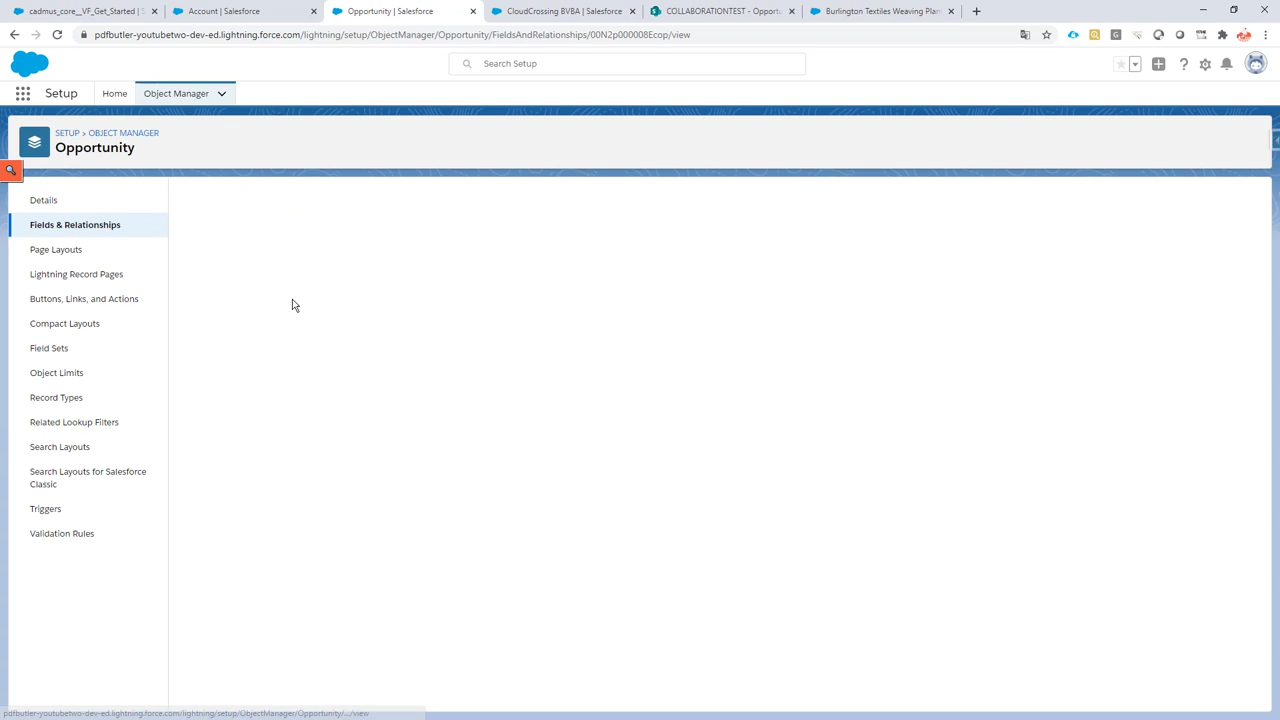 cadmus_core__VF_Get_Started | S
Account | Salesforce
Opportunity | Salesforce
CloudCrossing BVBA | Salesforce
COLLABORATIONTEST - Opportu
Burlington Textiles Weaving Plan
pdfbutler-youtubetwo-dev-ed.lightning.force.com/lightning/setup/ObjectManager/Opportunity/FieldsAndRelationships/00N2p000008Ecop/view
Search Setup
Setup
Home
Object Manager
SETUP > OBJECT MANAGER
Opportunity
Details
Fields & Relationships
Page Layouts
Lightning Record Pages
Buttons, Links, and Actions
Compact Layouts
Field Sets
Object Limits
Record Types
Related Lookup Filters
Search Layouts
Search Layouts for Salesforce
Classic
Triggers
Validation Rules
pdfbutler-youtubetwo-dev-ed.lightning.force.com/lightning/setup/ObjectManager/Opportunity/.../view